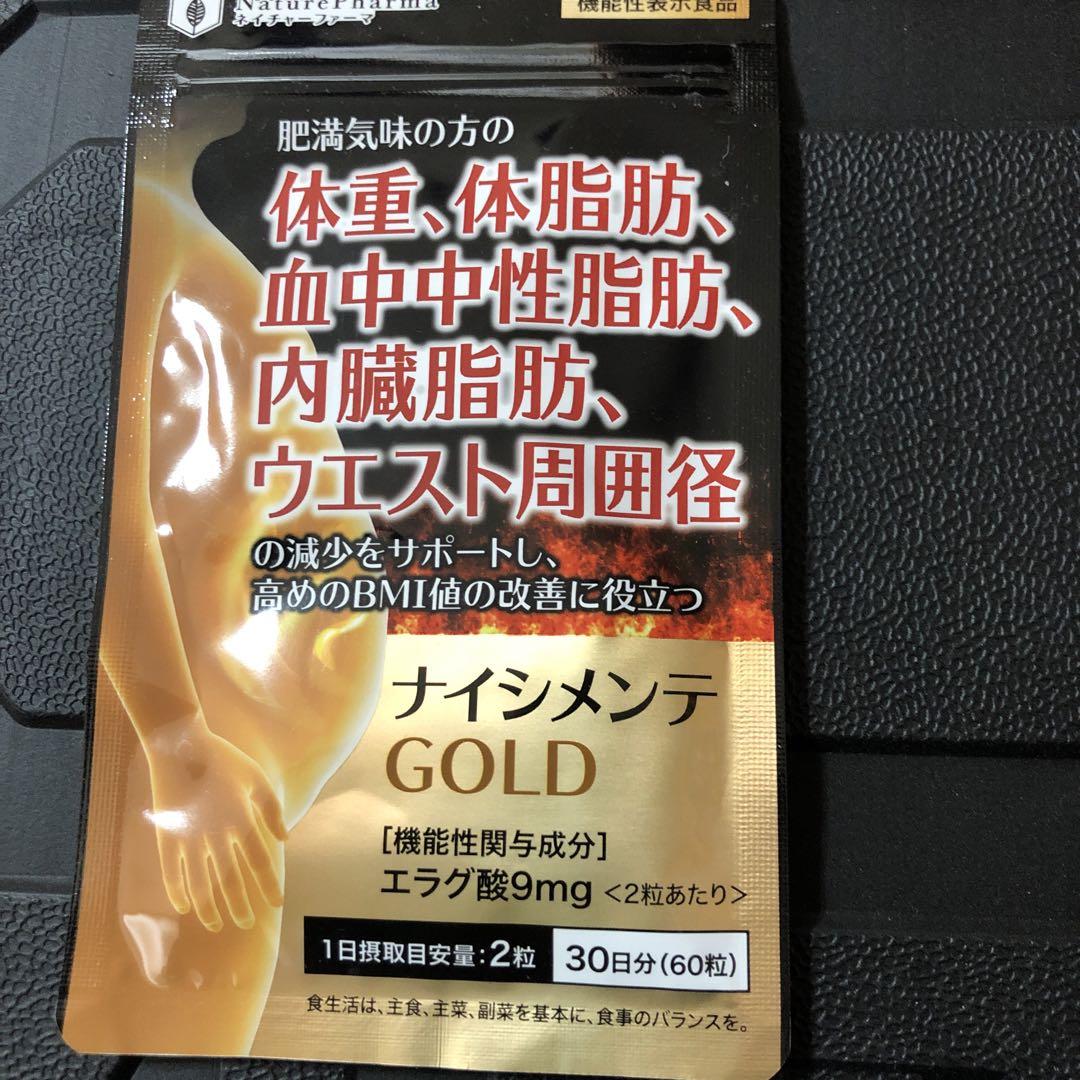 NaturePharma
ネイチャーファーマ
機能性表示食品
肥満気味の方の
体重、体脂肪、
血中中性脂肪、
内臓脂肪、
ウエスト周囲径
の減少をサポートし、
高めのBMI値の改善に役立つ
ナイシメンテ
GOLD
[機能性関与成分]
エラグ酸9mg <2粒あたり>
1日摂取目安量:2粒 30日分(60粒)
食生活は、主食、主菜、副菜を基本に、食事のバランスを。